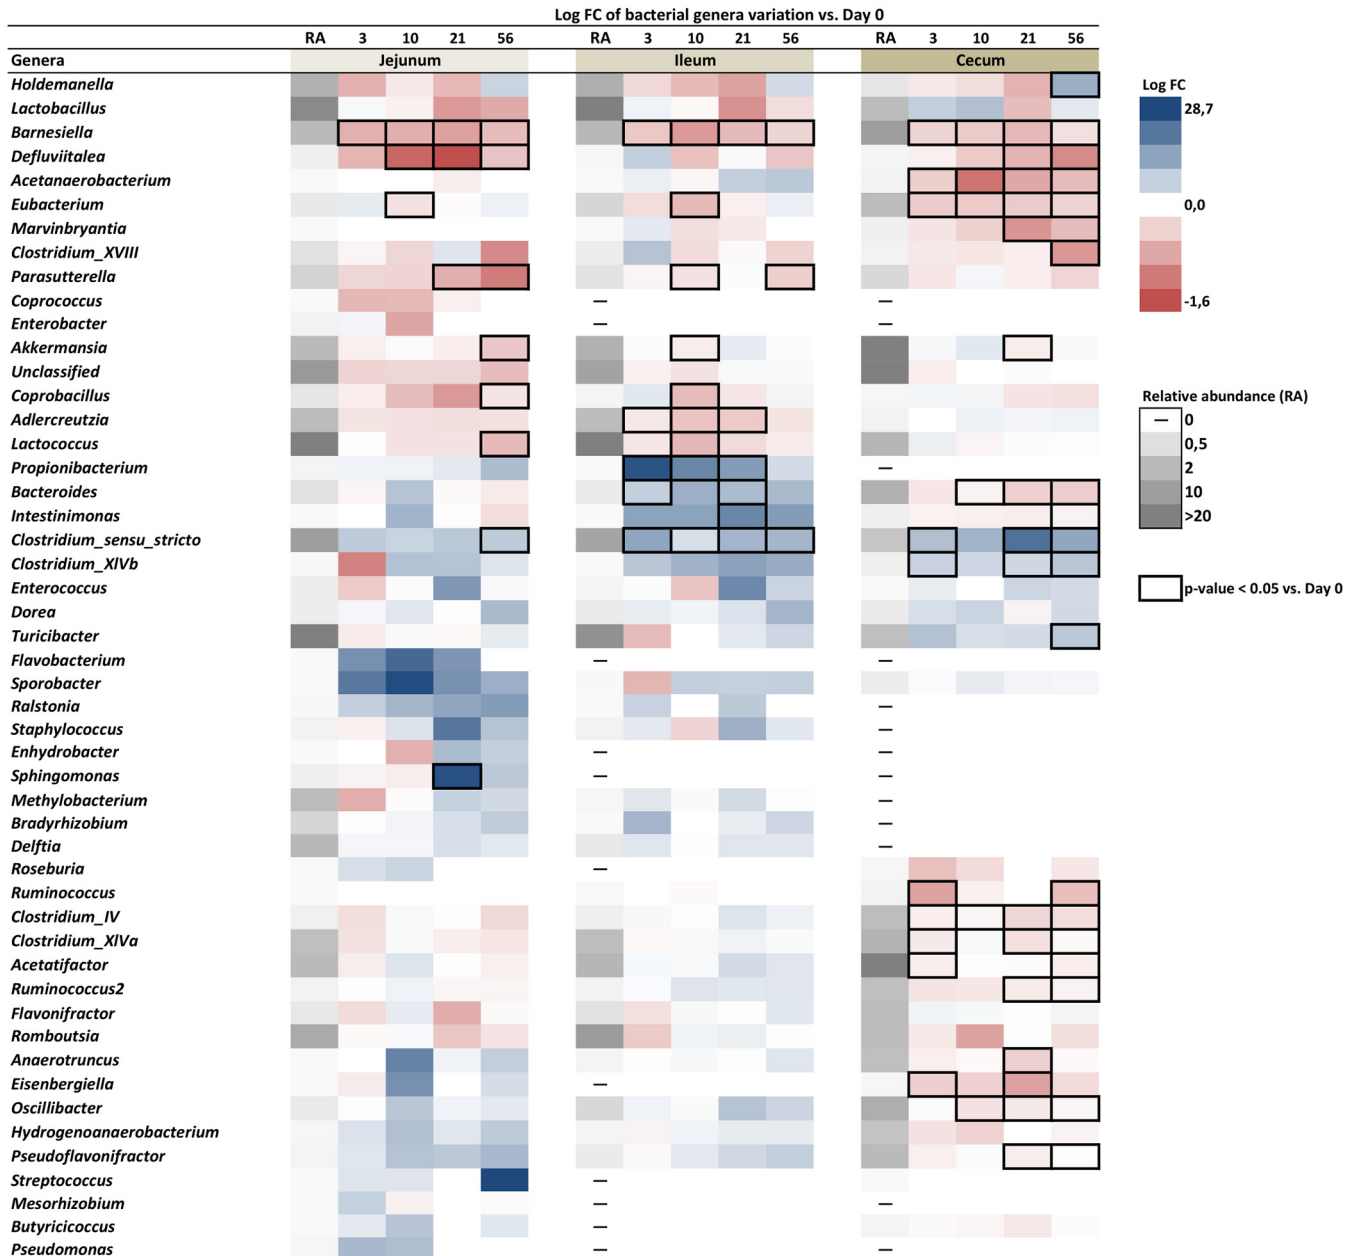 Log FC of bacterial genera variation vs. Day 0
RA 3 10 21 56 RA 3 10 21 56 RA 3 10 21 56
Genera Jejunum Ileum Cecum
Holdemanella
Lactobacillus
Barnesiella
Defluviitalea
Acetanaerobacterium
Eubacterium
Marvinbryantia
Clostridium_XVIII
Parasutterella
Coprococcus — —
Enterobacter — —
Akkermansia
Unclassified
Coprobacillus
Adlercreutzia
Lactococcus
Propionibacterium —
Bacteroides
Intestinimonas
Clostridium_sensu_stricto
Clostridium_XIVb
Enterococcus
Dorea
Turicibacter
Flavobacterium — —
Sporobacter
Ralstonia —
Staphylococcus —
Enhydrobacter — —
Sphingomonas — —
Methylobacterium —
Bradyrhizobium —
Delftia —
Roseburia —
Ruminococcus
Clostridium_IV
Clostridium_XIVa
Acetatifactor
Ruminococcus2
Flavonifractor
Romboutsia
Anaerotruncus
Eisenbergiella —
Oscillibacter
Hydrogenoanaerobacterium
Pseudoflavonifractor
Streptococcus —
Mesorhizobium — —
Butyricicoccus —
Pseudomonas — —
Log FC
28,7
0,0
-1,6
Relative abundance (RA)
— 0
0,5
2
10
>20
p-value < 0.05 vs. Day 0